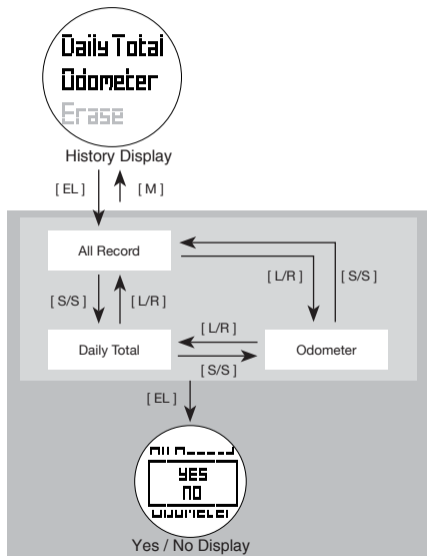 Daily Total
Odometer
Erase
History Display
[ EL ] [ M ]
All Record
[ L/R ] [ S/S ]
[ S/S ] [ L/R ]
[ L/R ]
Daily Total Odometer
[ S/S ]
[ EL ]
YES
NO
Yes / No Display